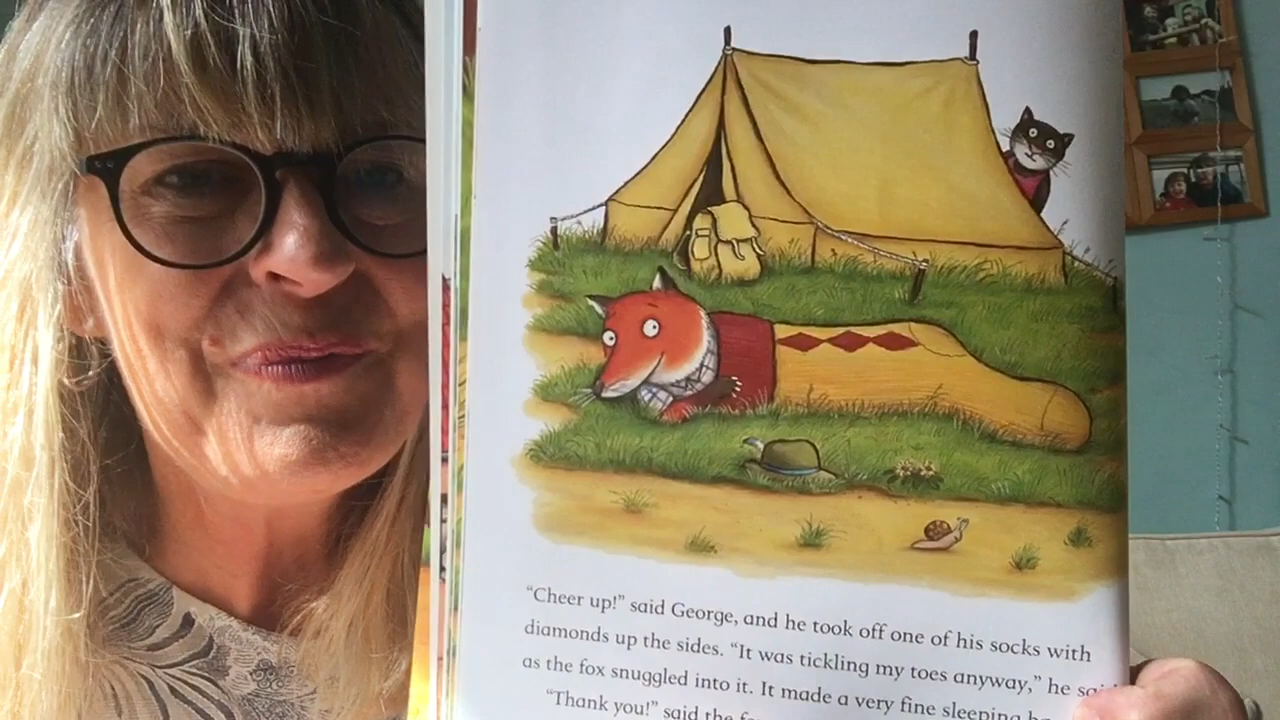 “Cheer up!” said George, and he took off one of his socks with
diamonds up the sides. “It was tickling my toes anyway,” he
as the fox snuggled into it. It made a very fine sleeping
“Thank you!” said the